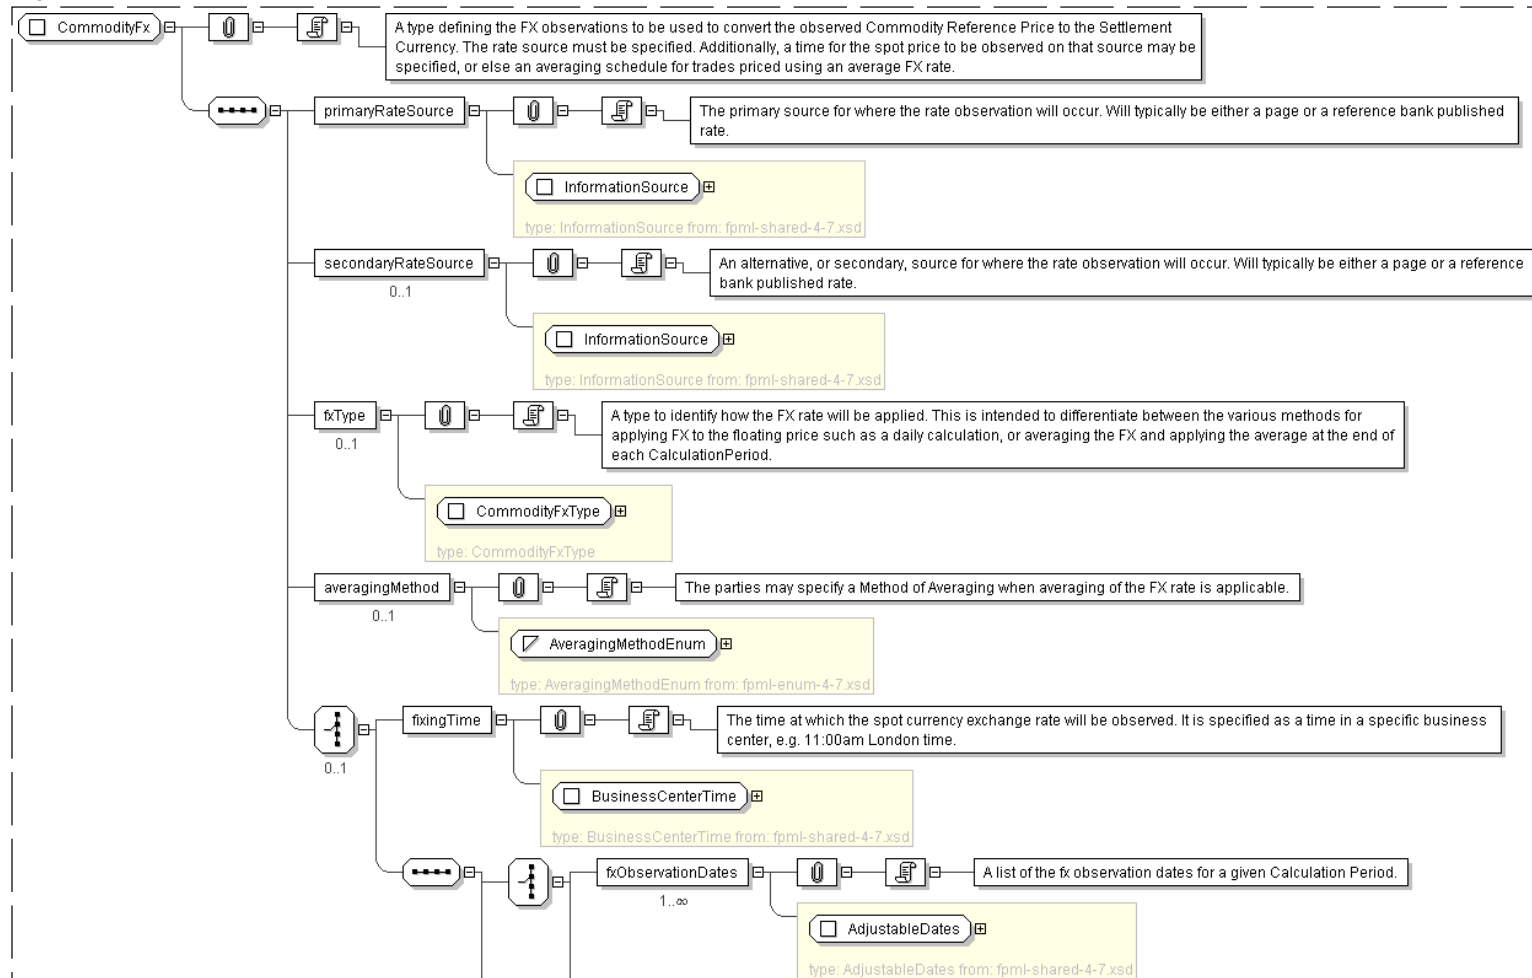 CommodityFx
A type defining the FX observations to be used to convert the observed Commodity Reference Price to the Settlement
Currency. The rate source must be specified. Additionally, a time for the spot price to be observed on that source may be
specified, or else an averaging schedule for trades priced using an average FX rate.
primaryRateSource
The primary source for where the rate observation will occur. Will typically be either a page or a reference bank published
rate.
InformationSource
type: InformationSource from: fpml-shared-4-7.xsd
secondaryRateSource
0..1
An alternative, or secondary, source for where the rate observation will occur. Will typically be either a page or a reference
bank published rate.
InformationSource
type: InformationSource from: fpml-shared-4-7.xsd
fxType
0..1
A type to identify how the FX rate will be applied. This is intended to differentiate between the various methods for
applying FX to the floating price such as a daily calculation, or averaging the FX and applying the average at the end of
each CalculationPeriod.
CommodityFxType
type: CommodityFxType
averagingMethod
0..1
The parties may specify a Method of Averaging when averaging of the FX rate is applicable.
AveragingMethodEnum
type: AveragingMethodEnum from: fpml-enum-4-7.xsd
0..1
fixingTime
The time at which the spot currency exchange rate will be observed. It is specified as a time in a specific business
center, e.g. 11:00am London time.
BusinessCenterTime
type: BusinessCenterTime from: fpml-shared-4-7.xsd
fxObservationDates
1..∞
A list of the fx observation dates for a given Calculation Period.
AdjustableDates
type: AdjustableDates from: fpml-shared-4-7.xsd